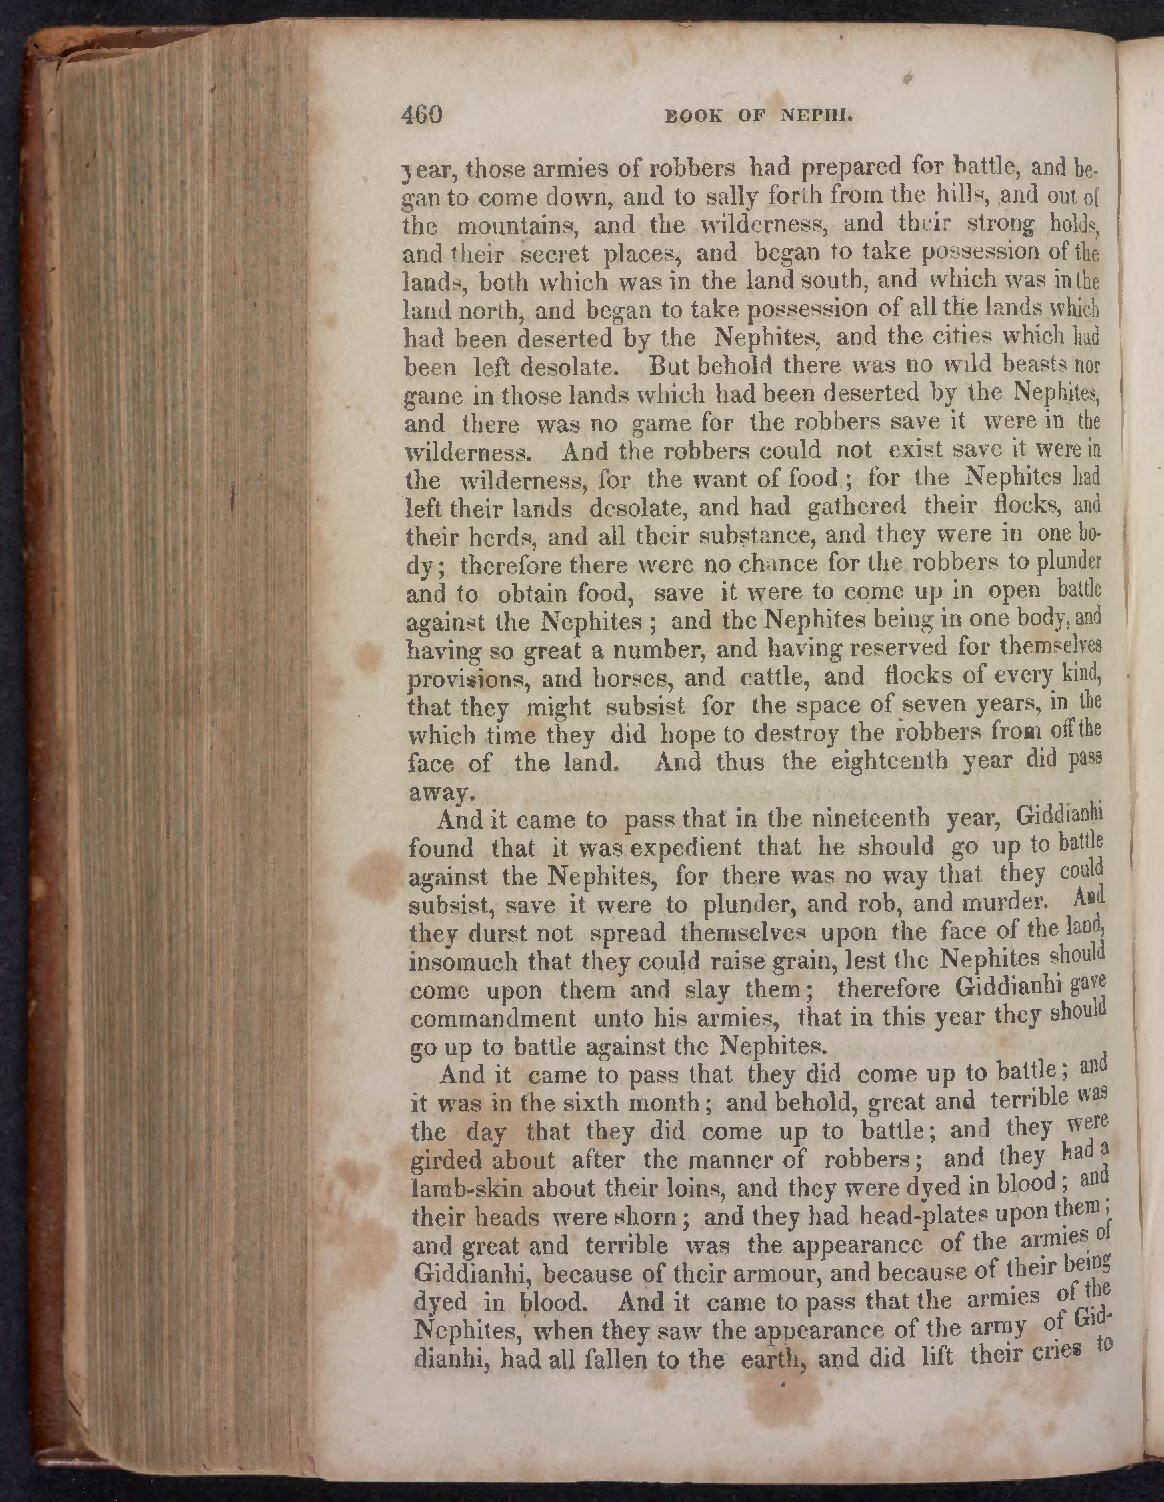 460 BOOK OF NEPHI.
year, those armies of robbers had prepared for battle, and be-
gan to come down, and to sally forth from the hills, and out of
the mountains, and the wilderness, and their strong holds,
and their secret places, and began to take possession of the
lands, both which was in the land south, and which was in the
land north, and began to take possession of all the lands which
had been deserted by the Nephites, and the cities which had
been left desolate. But behold there was no wild beasts nor
game in those lands which had been deserted by the Nephites,
and there was no game for the robbers save it were in the
wilderness. And the robbers could not exist save it were in
the wilderness, for the want of food; for the Nephites had
left their lands desolate, and had gathered their flocks, and
their herds, and all their substance, and they were in one bo-
dy; therefore there were no chance for the robbers to plunder
and to obtain food, save it were to come up in open battle
against the Nephites; and the Nephites being in one body, and
having so great a number, and having reserved for themselves
provisions, and horses, and cattle, and flocks of every kind,
that they might subsist for the space of seven years, in the
which time they did hope to destroy the robbers from off the
face of the land. And thus the eighteenth year did pass
away.
And it came to pass that in the nineteenth year, Giddianhi
found that it was expedient that he should go up to battle
against the Nephites, for there was no way that they could
subsist, save it were to plunder, and rob, and murder. And
they durst not spread themselves upon the face of the land,
insomuch that they could raise grain, lest the Nephites should
come upon them and slay them; therefore Giddianhi gave
commandment unto his armies, that in this year they should
go up to battle against the Nephites.
And it came to pass that they did come up to battle; and
it was in the sixth month; and behold, great and terrible was
the day that they did come up to battle; and they were
girded about after the manner of robbers; and they had a
lamb-skin about their loins, and they were dyed in blood; and
their heads were shorn; and they had head-plates upon them;
and great and terrible was the appearance of the armies of
Giddianhi, because of their armour, and because of their being
dyed in blood. And it came to pass that the armies of the
Nephites, when they saw the appearance of the army of Gid-
dianhi, had all fallen to the earth, and did lift their cries to